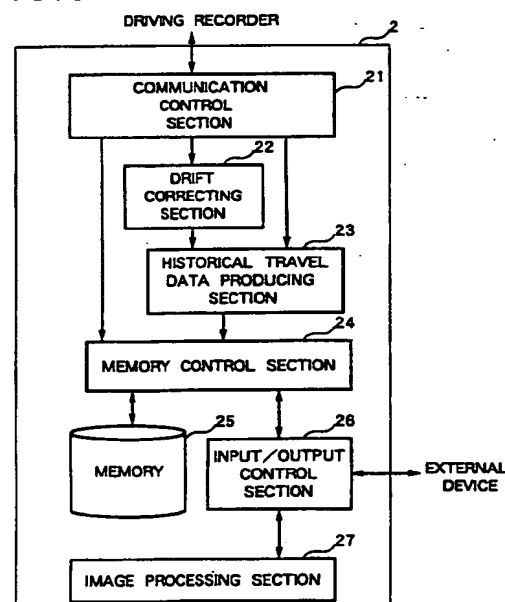 DRIVING RECORDER
2
21
COMMUNICATION
CONTROL
SECTION
22
DRIFT
CORRECTING
SECTION
23
HISTORICAL TRAVEL
DATA PRODUCING
SECTION
24
MEMORY CONTROL SECTION
25
MEMORY
26
INPUT/OUTPUT
CONTROL
SECTION
EXTERNAL
DEVICE
27
IMAGE PROCESSING SECTION